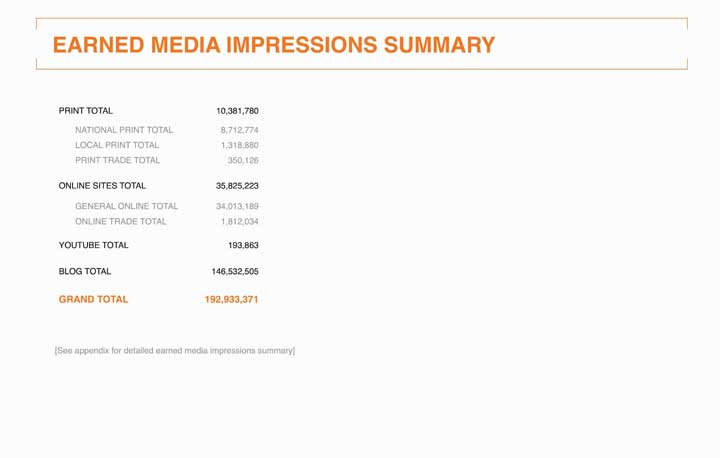 EARNED MEDIA IMPRESSIONS SUMMARY
PRINT TOTAL 10,381,780
NATIONAL PRINT TOTAL 8,712,774
LOCAL PRINT TOTAL 1,318,880
PRINT TRADE TOTAL 350,126
ONLINE SITES TOTAL 35,825,223
GENERAL ONLINE TOTAL 34,013,189
ONLINE TRADE TOTAL 1,812,034
YOUTUBE TOTAL 193,863
BLOG TOTAL 146,532,505
GRAND TOTAL 192,933,371
[See appendix for detailed earned media impressions summary]